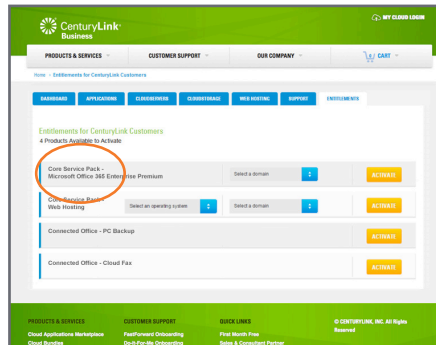 CenturyLink®
Business
MY CLOUD LOGIN
PRODUCTS & SERVICES
CUSTOMER SUPPORT
OUR COMPANY
CART
Home > Entitlements for CenturyLink Customers
DASHBOARD
APPLICATIONS
CLOUDSERVERS
CLOUDSTORAGE
WEB HOSTING
SUPPORT
ENTITLEMENTS
Entitlements for CenturyLink Customers
4 Products Available to Activate
Core Service Pack -
Microsoft Office 365 Enterprise Premium
Select a domain
ACTIVATE
Core Service Pack -
Web Hosting
Select an operating system
Select a domain
ACTIVATE
Connected Office - PC Backup
ACTIVATE
Connected Office - Cloud Fax
ACTIVATE
PRODUCTS & SERVICES
CUSTOMER SUPPORT
QUICK LINKS
© CENTURYLINK, INC. All Rights
Reserved
Cloud Applications Marketplace
FastForward Onboarding
First Month Free
Cloud Bundles
Do-It-For-Me Onboarding
Sales & Consultant Partner